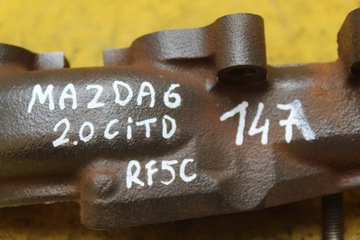 MAZDA6
2.0CiTD
147
RF5C